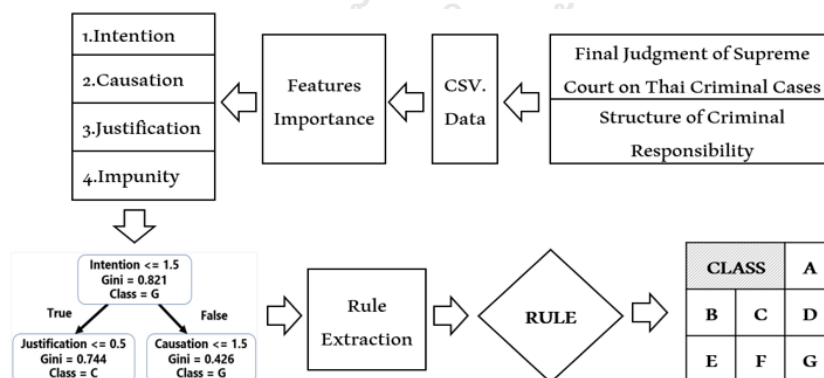 1.Intention
2.Causation
3.Justification
4.Impunity
Features
Importance
CSV.
Data
Final Judgment of Supreme
Court on Thai Criminal Cases
Structure of Criminal
Responsibility
Intention <= 1.5
Gini = 0.821
Class = G
True
False
Justification <= 0.5
Gini = 0.744
Class = C
Causation <= 1.5
Gini = 0.426
Class = G
Rule
Extraction
RULE
CLASS A
B C D
E F G